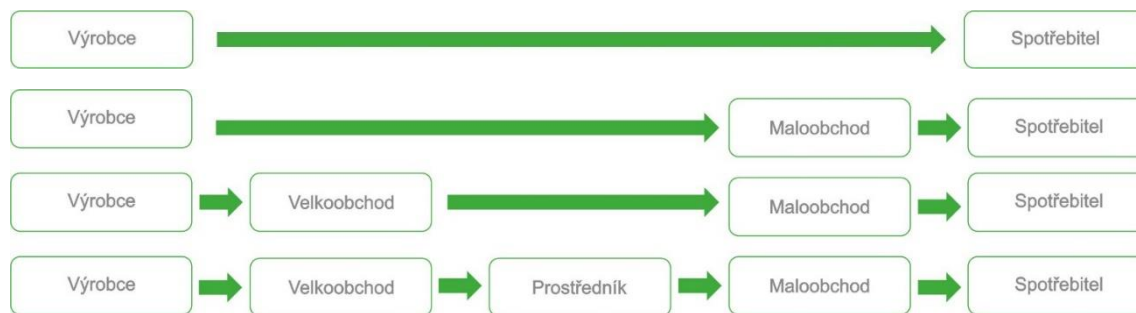 Výrobce Spotřebitel
Výrobce Maloobchod Spotřebitel
Výrobce Velkoobchod Maloobchod Spotřebitel
Výrobce Velkoobchod Prostředník Maloobchod Spotřebitel